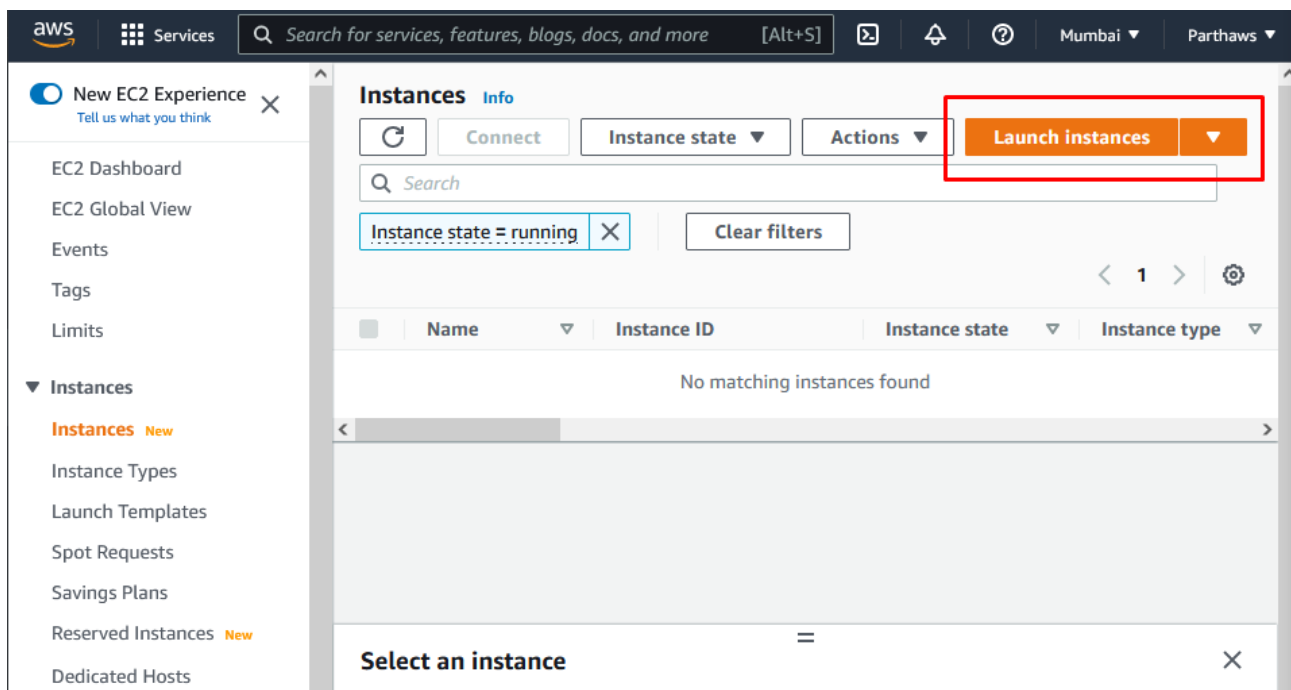 aws Services Search for services, features, blogs, docs, and more [Alt+S] Mumbai Parthaws
New EC2 Experience
Tell us what you think
EC2 Dashboard
EC2 Global View
Events
Tags
Limits
Instances
Instances New
Instance Types
Launch Templates
Spot Requests
Savings Plans
Reserved Instances New
Dedicated Hosts
Instances Info
Connect Instance state Actions Launch instances
Search
Instance state = running Clear filters
1
Name Instance ID Instance state Instance type
No matching instances found
Select an instance